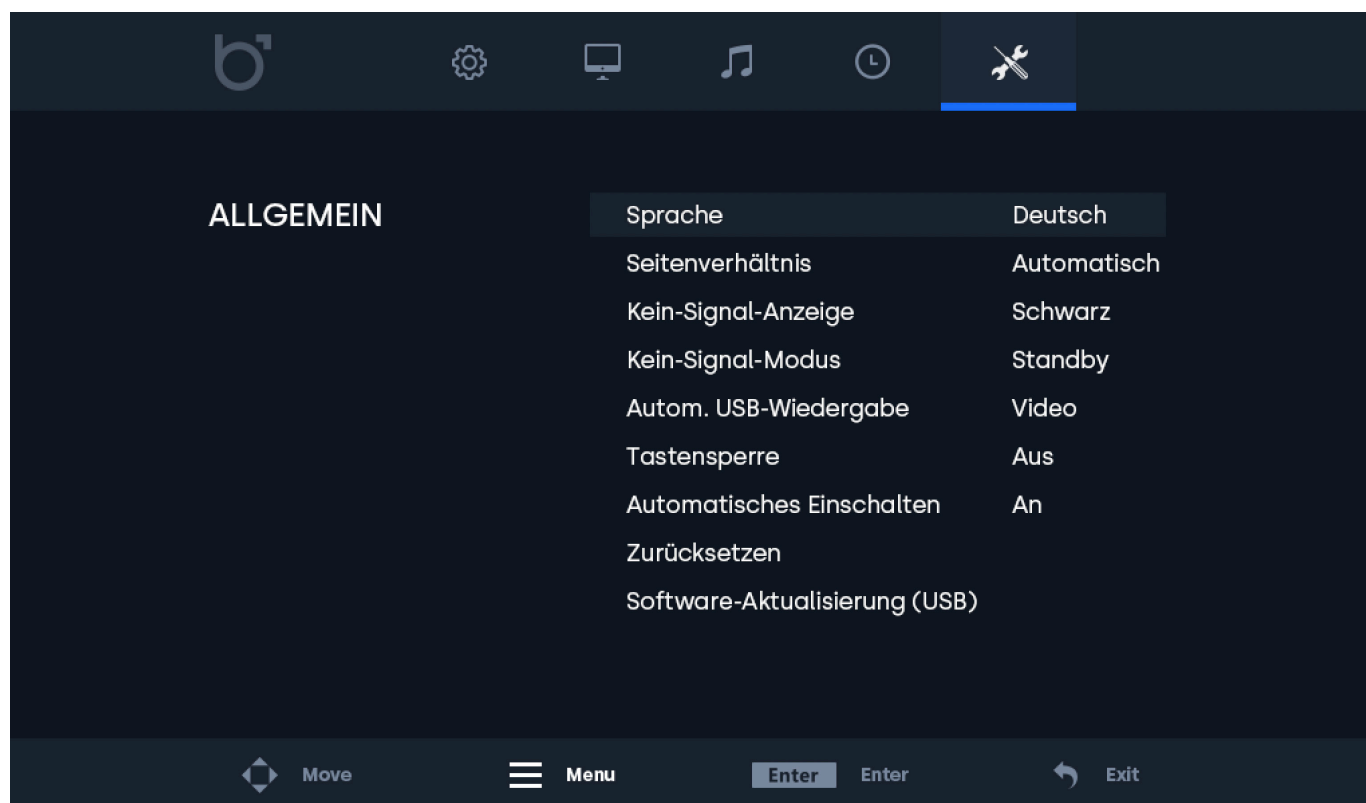 b
ALLGEMEIN
Sprache Deutsch
Seitenverhältnis Automatisch
Kein-Signal-Anzeige Schwarz
Kein-Signal-Modus Standby
Autom. USB-Wiedergabe Video
Tastensperre Aus
Automatisches Einschalten An
Zurücksetzen
Software-Aktualisierung (USB)
Move Menu Enter Enter Exit